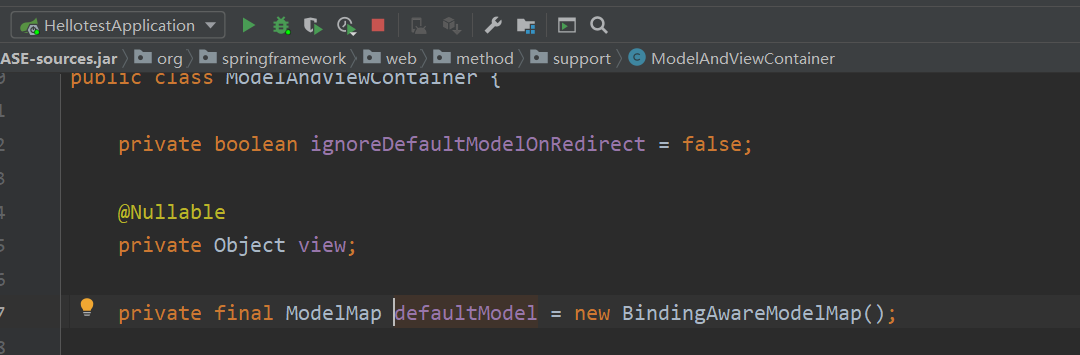 HellotestApplication
ASE-sources.jar org springframework web method support C ModelAndViewContainer
public class ModelAndViewContainer {
private boolean ignoreDefaultModelOnRedirect = false;
@Nullable
private Object view;
private final ModelMap defaultModel = new BindingAwareModelMap();